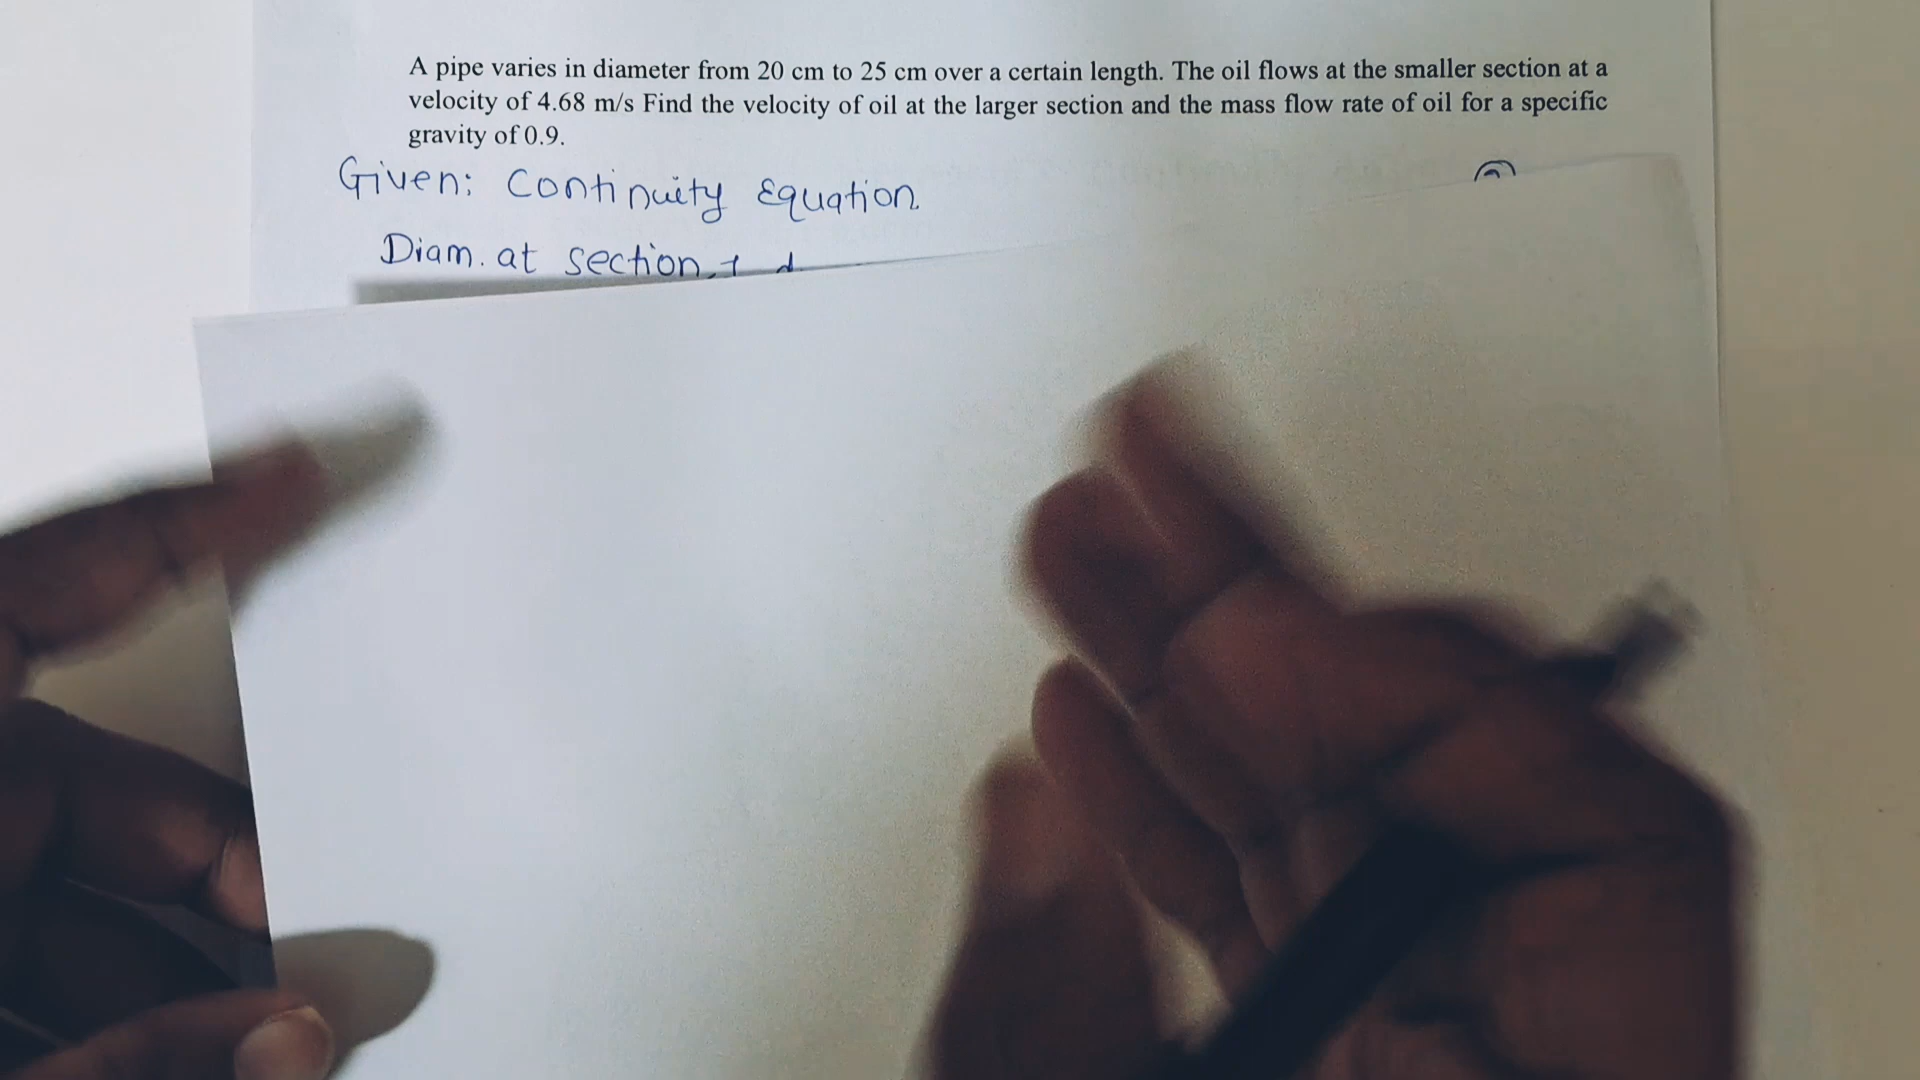 A pipe varies in diameter from 20 cm to 25 cm over a certain length. The oil flows at the smaller section at a
velocity of 4.68 m/s Find the velocity of oil at the larger section and the mass flow rate of oil for a specific
gravity of 0.9.
Given: Continuity Equation
Diam. at section